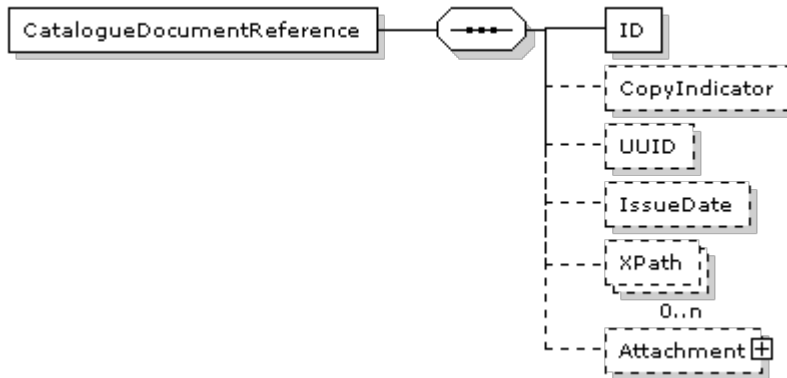 CatalogueDocumentReference
ID
CopyIndicator
UUID
IssueDate
XPath
0..n
Attachment